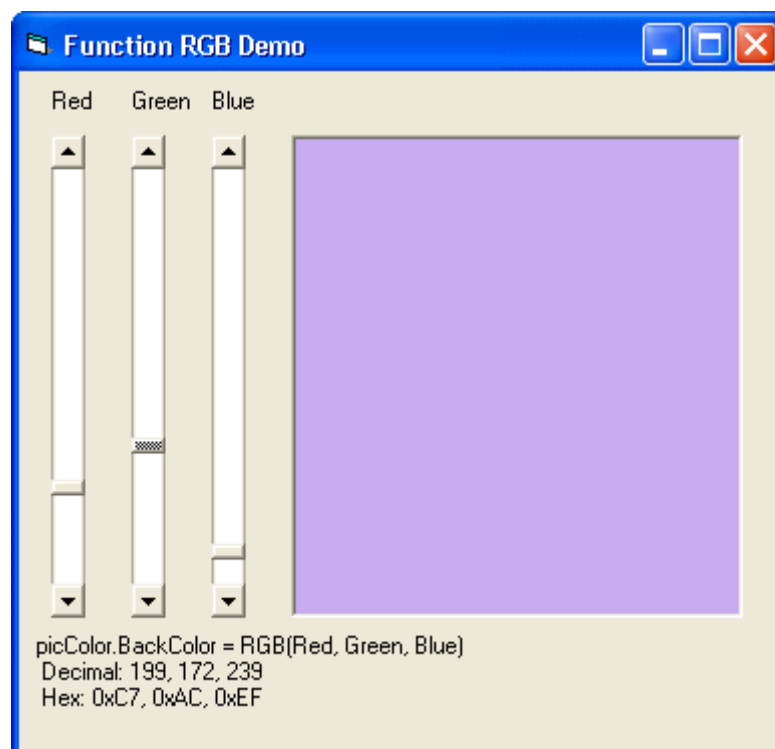 Function RGB Demo
Red Green Blue
picColor.BackColor = RGB(Red, Green, Blue)
Decimal: 199, 172, 239
Hex: 0xC7, 0xAC, 0xEF